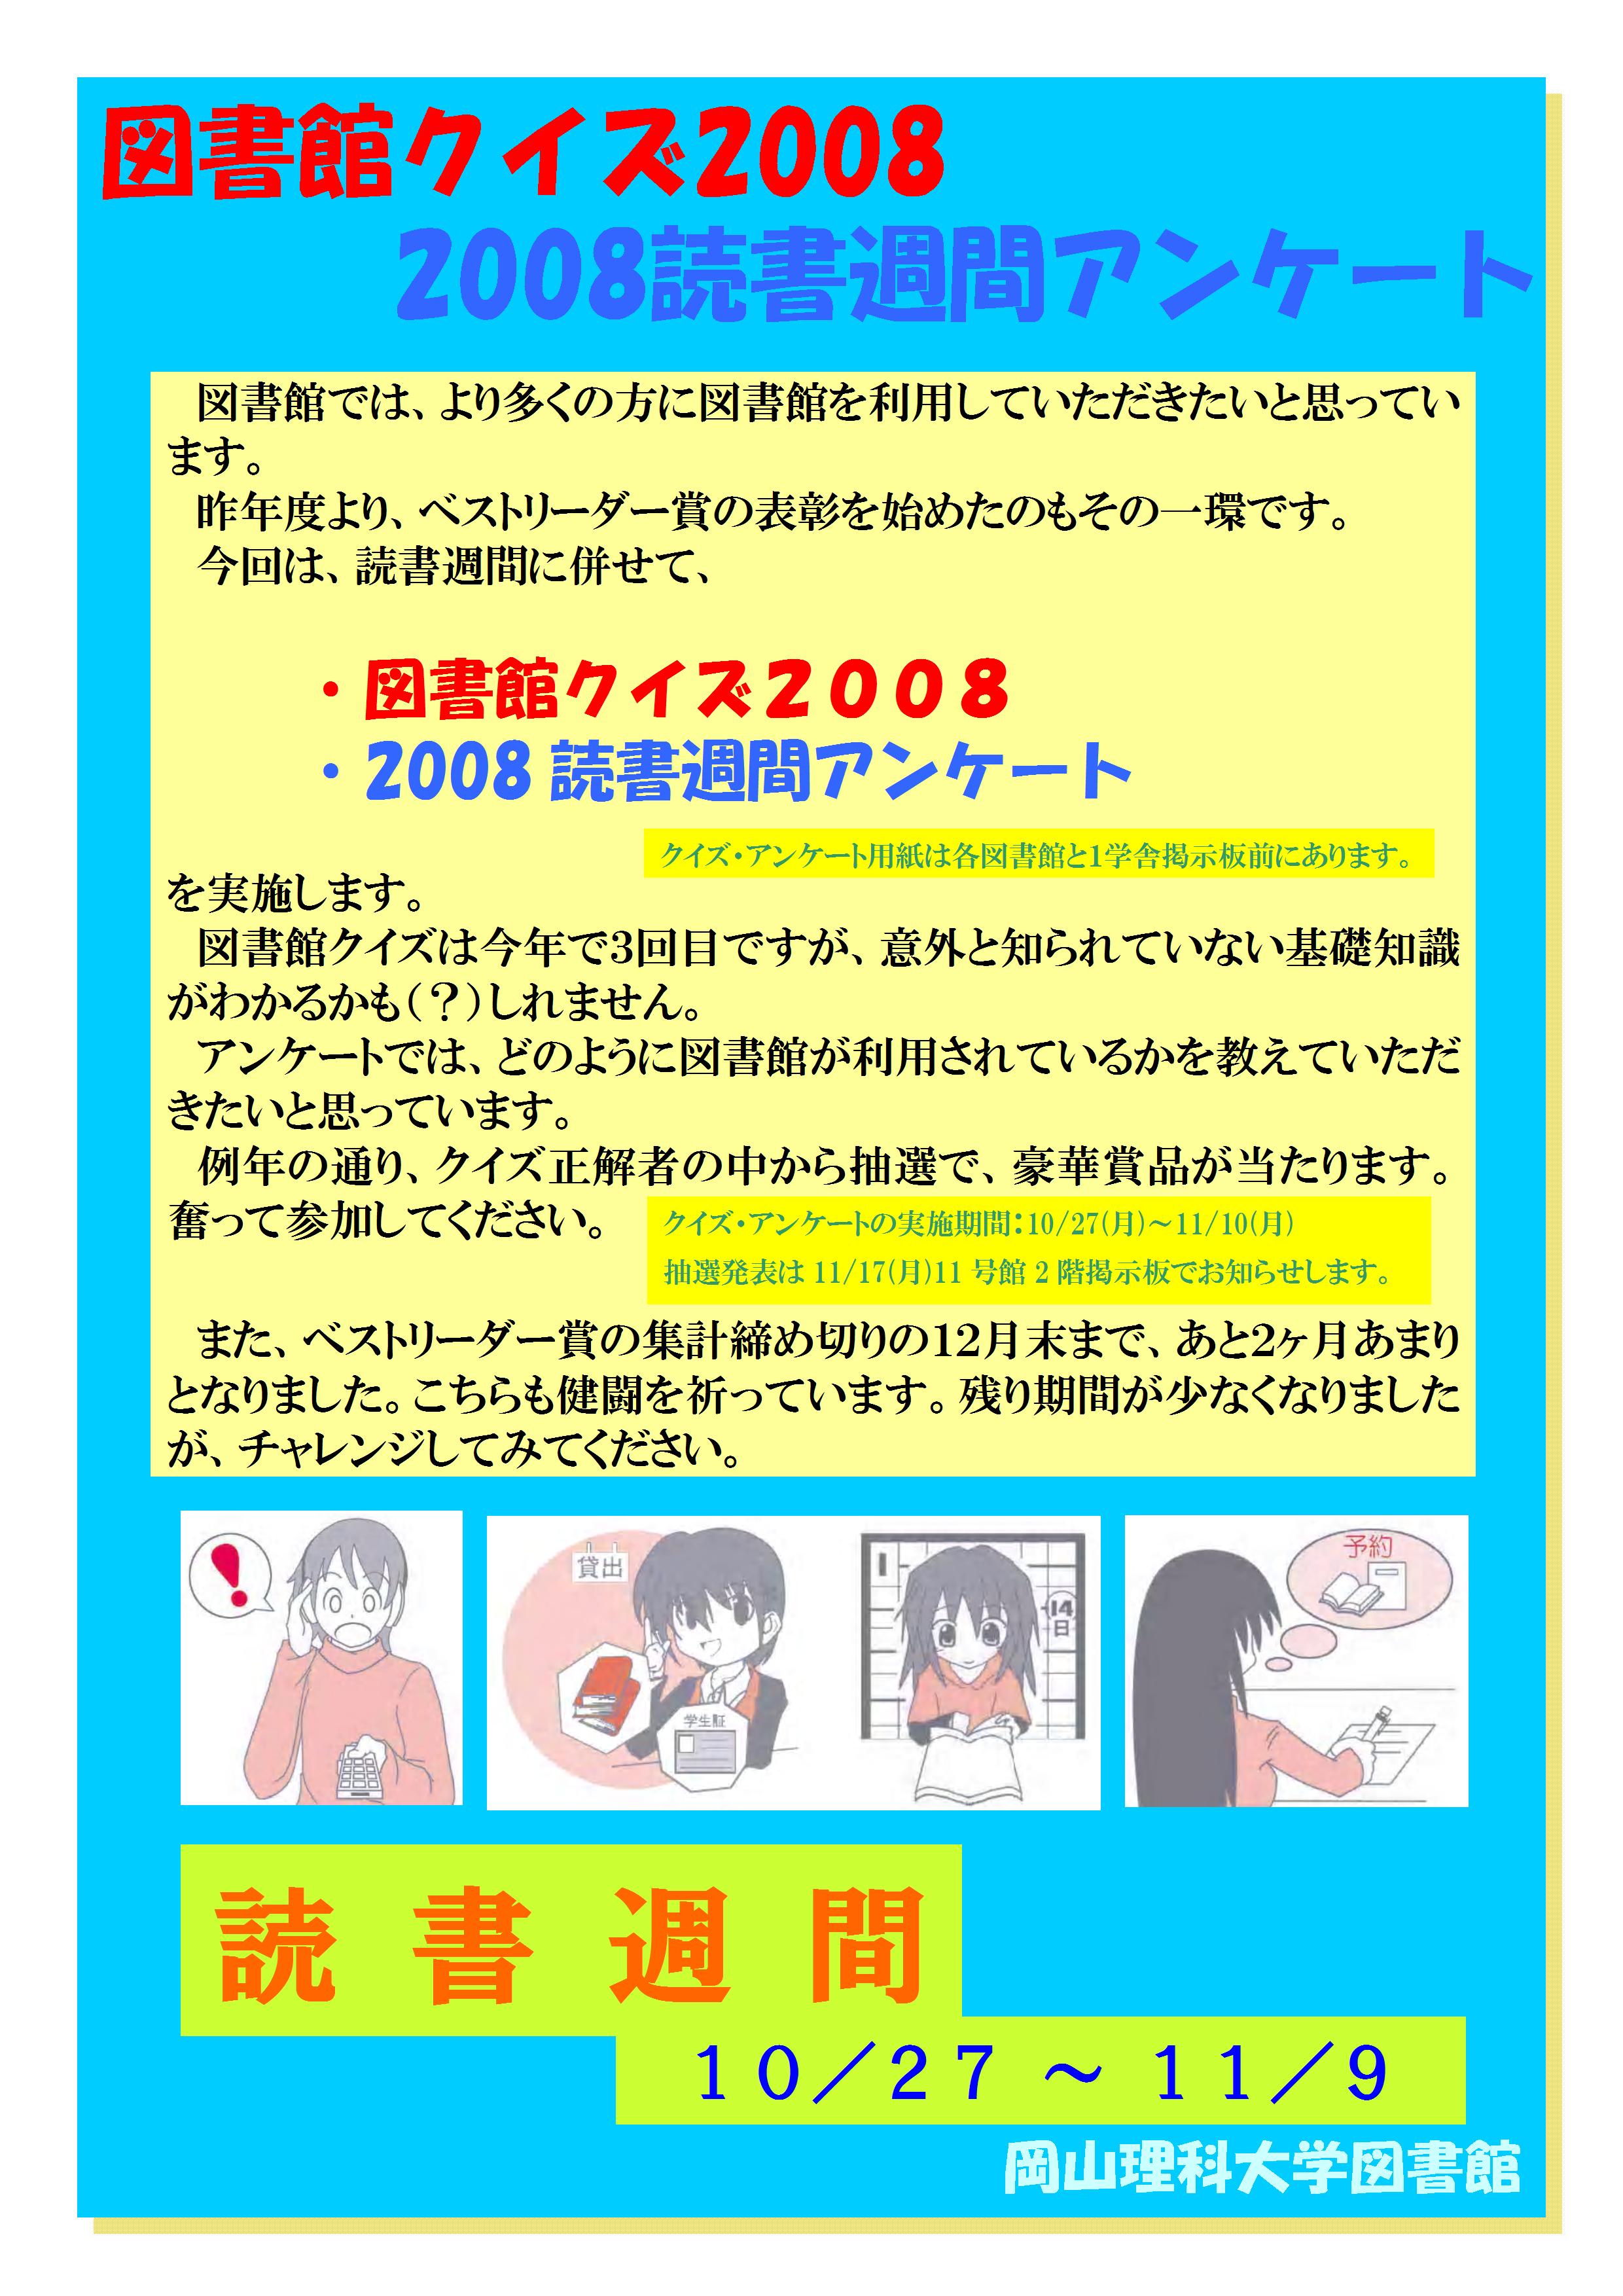 図書館クイズ2008
2008読書週間アンケート
図書館では、より多くの方に図書館を利用していただきたいと思ってい
ます。
昨年度より、ベストリーダー賞の表彰を始めたのもその一環です。
今回は、読書週間に併せて、
・図書館クイズ２００８
・2008 読書週間アンケート
クイズ・アンケート用紙は各図書館と1学舎掲示板前にあります。
を実施します。
図書館クイズは今年で3回目ですが、意外と知られていない基礎知識
がわかるかも（？）しれません。
アンケートでは、どのように図書館が利用されているかを教えていただ
きたいと思っています。
例年の通り、クイズ正解者の中から抽選で、豪華賞品が当たります。
奮って参加してください。
クイズ・アンケートの実施期間：10/27(月)～11/10(月)
抽選発表は 11/17(月)11 号館 2 階掲示板でお知らせします。
また、ベストリーダー賞の集計締め切りの12月末まで、あと2ヶ月あまり
となりました。こちらも健闘を祈っています。残り期間が少なくなりました
が、チャレンジしてみてください。
貸出
学生証
14
日
予約
読書週間
１０／２７ ～ １１／９
岡山理科大学図書館